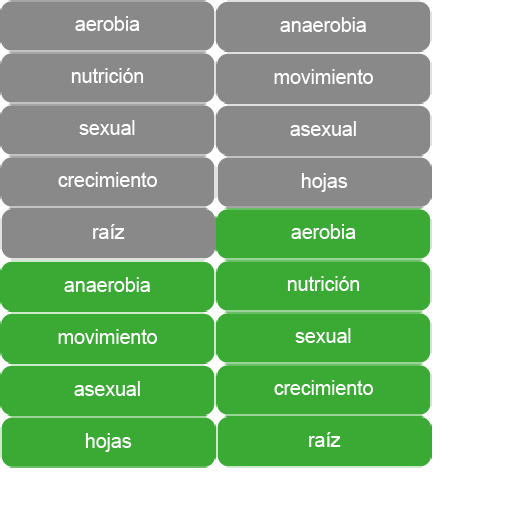 aerobia
anaerobia
nutrición
movimiento
sexual
asexual
crecimiento
hojas
raíz
aerobia
anaerobia
nutrición
movimiento
sexual
asexual
crecimiento
hojas
raíz